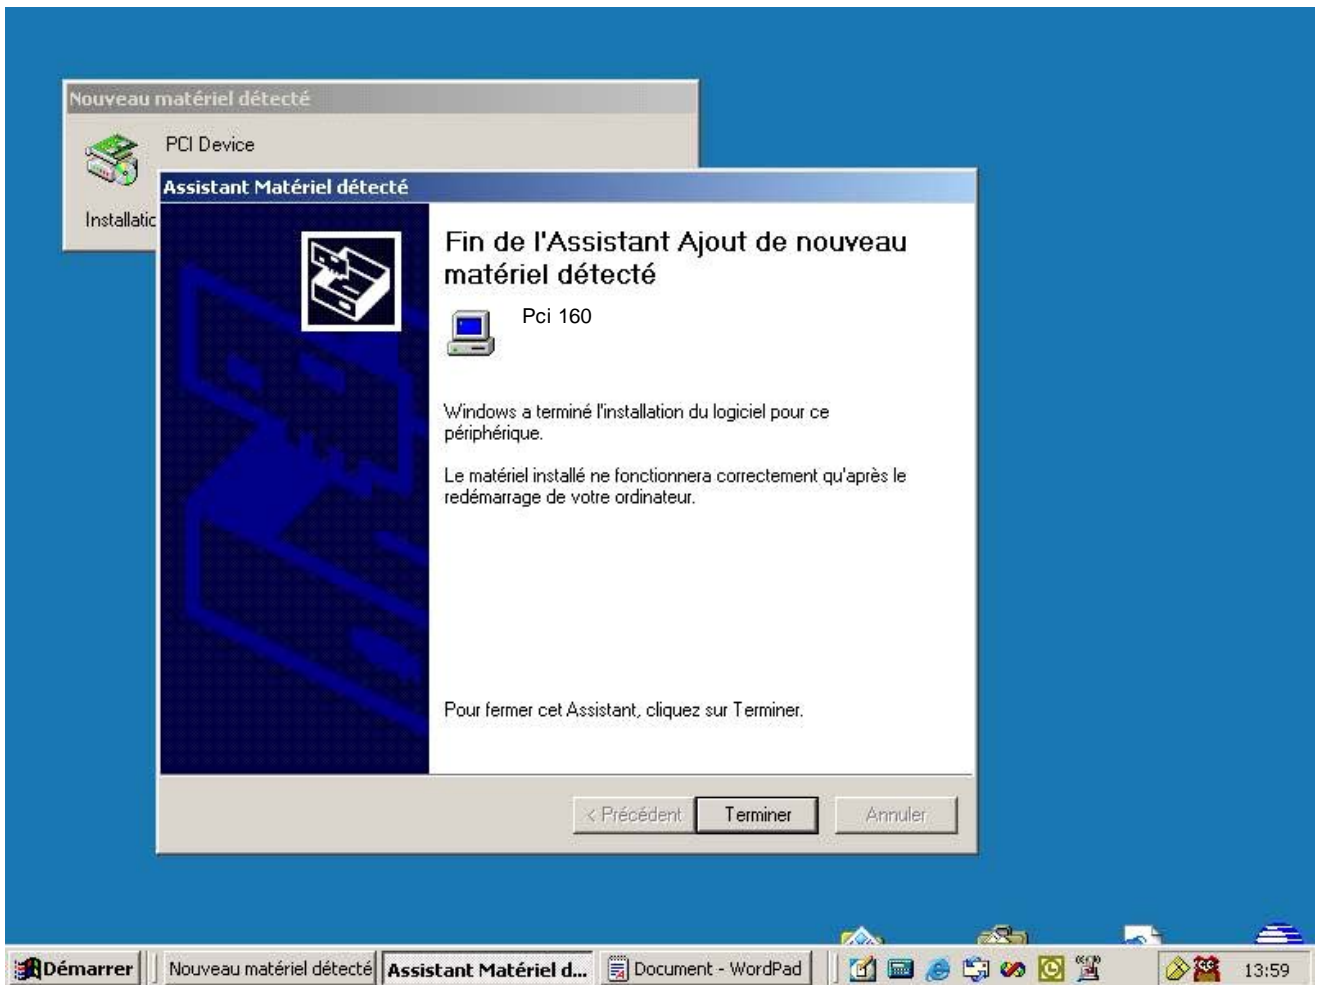 Nouveau matériel détecté
PCI Device
Assistant Matériel détecté
Fin de l'Assistant Ajout de nouveau
matériel détecté
Pci 160
Windows a terminé l'installation du logiciel pour ce
périphérique.
Le matériel installé ne fonctionnera correctement qu'après le
redémarrage de votre ordinateur.
Pour fermer cet Assistant, cliquez sur Terminer.
< Précédent Terminer Annuler
Démarrer Nouveau matériel détecté Assistant Matériel d... Document - WordPad 13:59